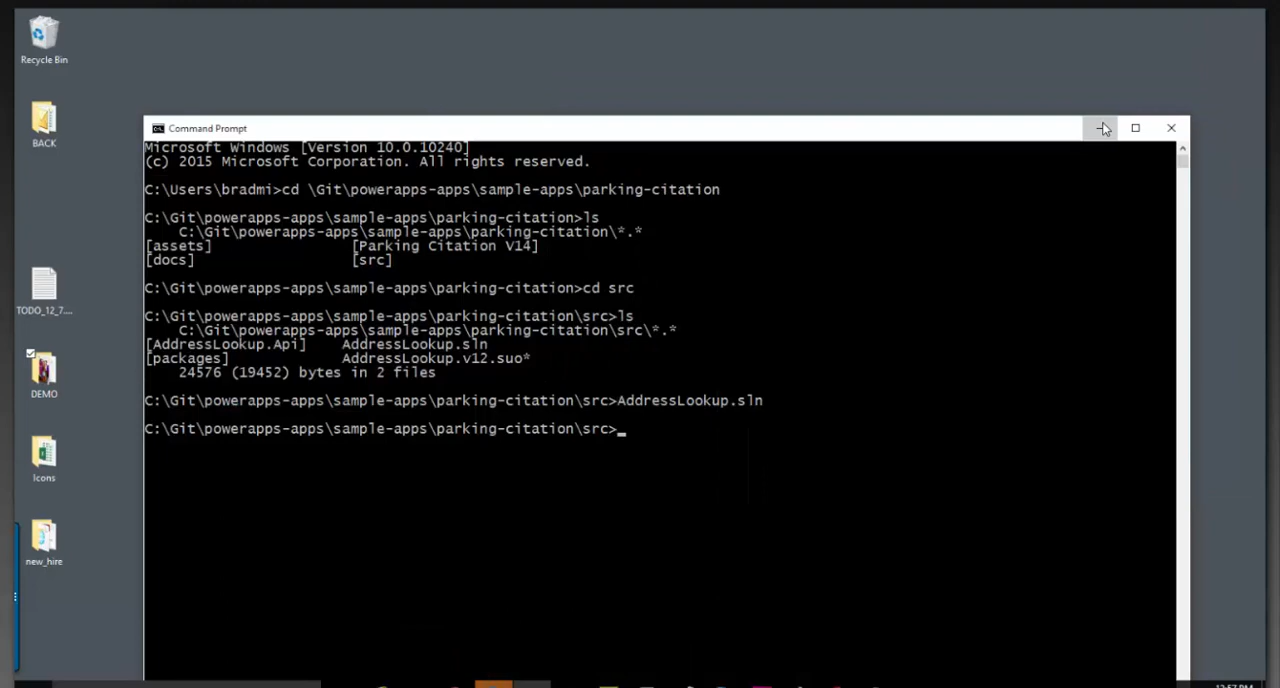 Recycle Bin
BACK
TODO_12_7....
DEMO
Icons
new_hire
Command Prompt
Microsoft Windows [Version 10.0.10240]
(c) 2015 Microsoft Corporation. All rights reserved.
C:\Users\bradmi>cd \Git\powerapps-apps\sample-apps\parking-citation
C:\Git\powerapps-apps\sample-apps\parking-citation>ls
C:\Git\powerapps-apps\sample-apps\parking-citation\*.*
[assets] [Parking Citation V14]
[docs] [src]
C:\Git\powerapps-apps\sample-apps\parking-citation>cd src
C:\Git\powerapps-apps\sample-apps\parking-citation\src>ls
C:\Git\powerapps-apps\sample-apps\parking-citation\src\*.*
[AddressLookup.Api] AddressLookup.sln
[packages] AddressLookup.v12.suo*
24576 (19452) bytes in 2 files
C:\Git\powerapps-apps\sample-apps\parking-citation\src>AddressLookup.sln
C:\Git\powerapps-apps\sample-apps\parking-citation\src>_